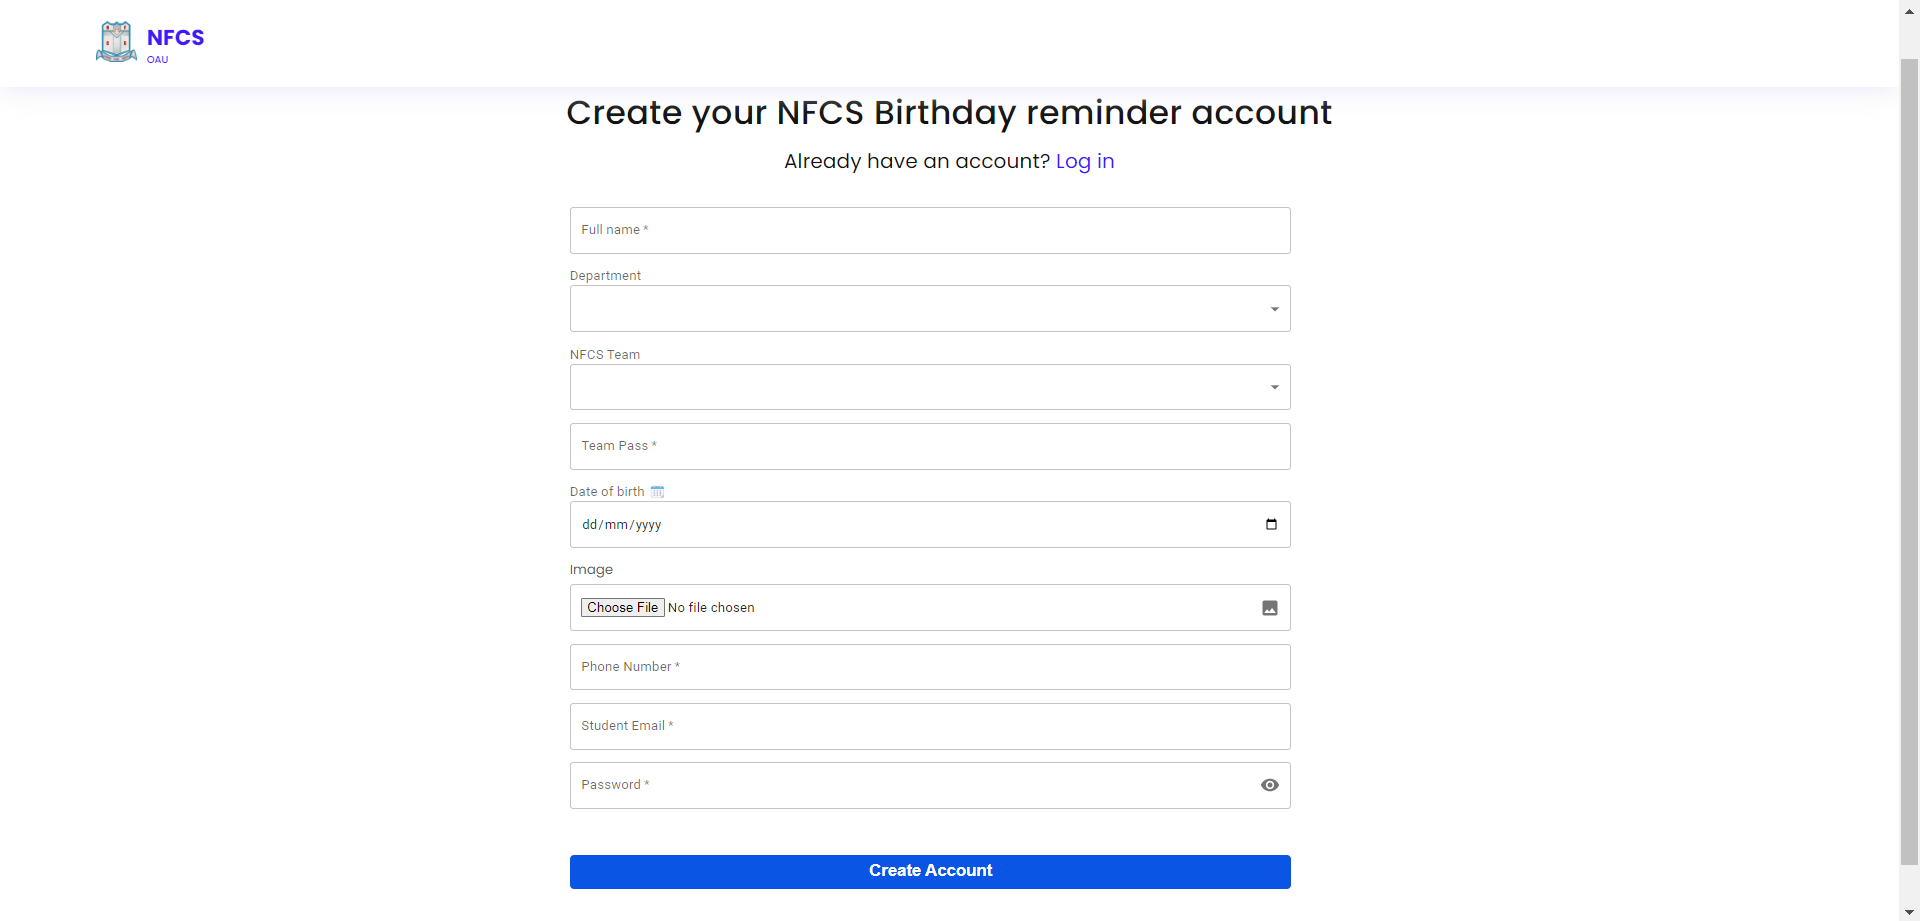 NFCS
OAU
Create your NFCS Birthday reminder account
Already have an account? Log in
Full name *
Department
NFCS Team
Team Pass *
Date of birth
dd/mm/yyyy
Image
Choose File No file chosen
Phone Number *
Student Email *
Password *
Create Account